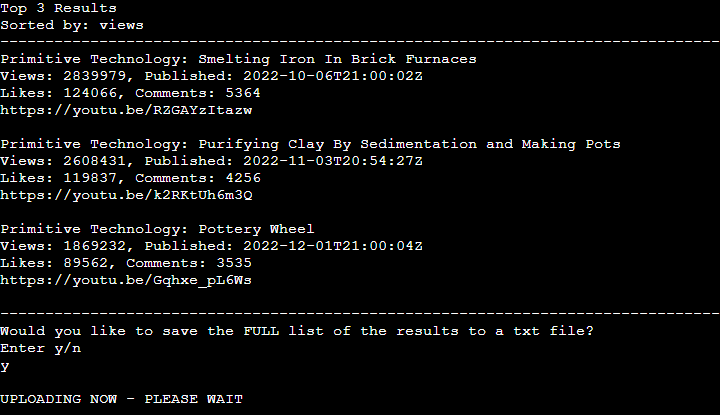 Top 3 Results
Sorted by: views
--------------------------------------------------------------------------------
Primitive Technology: Smelting Iron In Brick Furnaces
Views: 2839979, Published: 2022-10-06T21:00:02Z
Likes: 124066, Comments: 5364
https://youtu.be/RZGAYzItazw
Primitive Technology: Purifying Clay By Sedimentation and Making Pots
Views: 2608431, Published: 2022-11-03T20:54:27Z
Likes: 119837, Comments: 4256
https://youtu.be/k2RKtUh6m3Q
Primitive Technology: Pottery Wheel
Views: 1869232, Published: 2022-12-01T21:00:04Z
Likes: 89562, Comments: 3535
https://youtu.be/Gqhxe_pL6Ws
--------------------------------------------------------------------------------
Would you like to save the FULL list of the results to a txt file?
Enter y/n
y
UPLOADING NOW - PLEASE WAIT